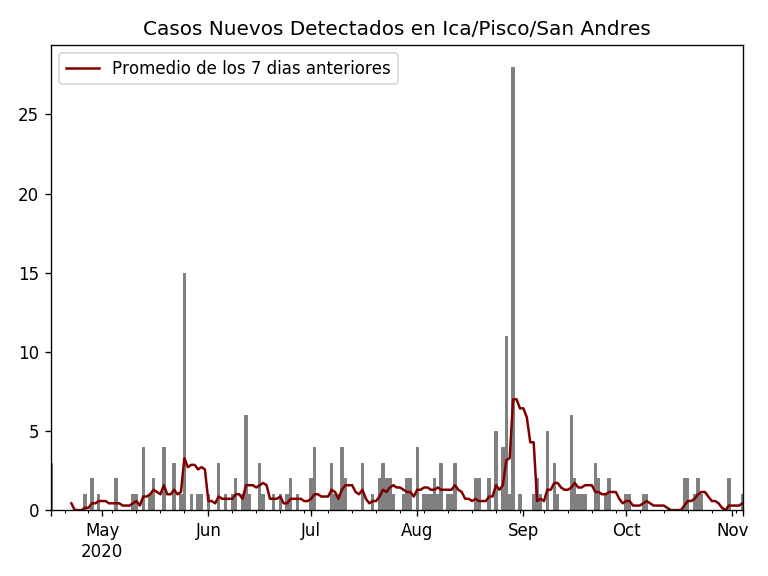 Casos Nuevos Detectados en Ica/Pisco/San Andres
Promedio de los 7 dias anteriores
25
20
15
10
5
0
May Jun Jul Aug Sep Oct Nov
2020